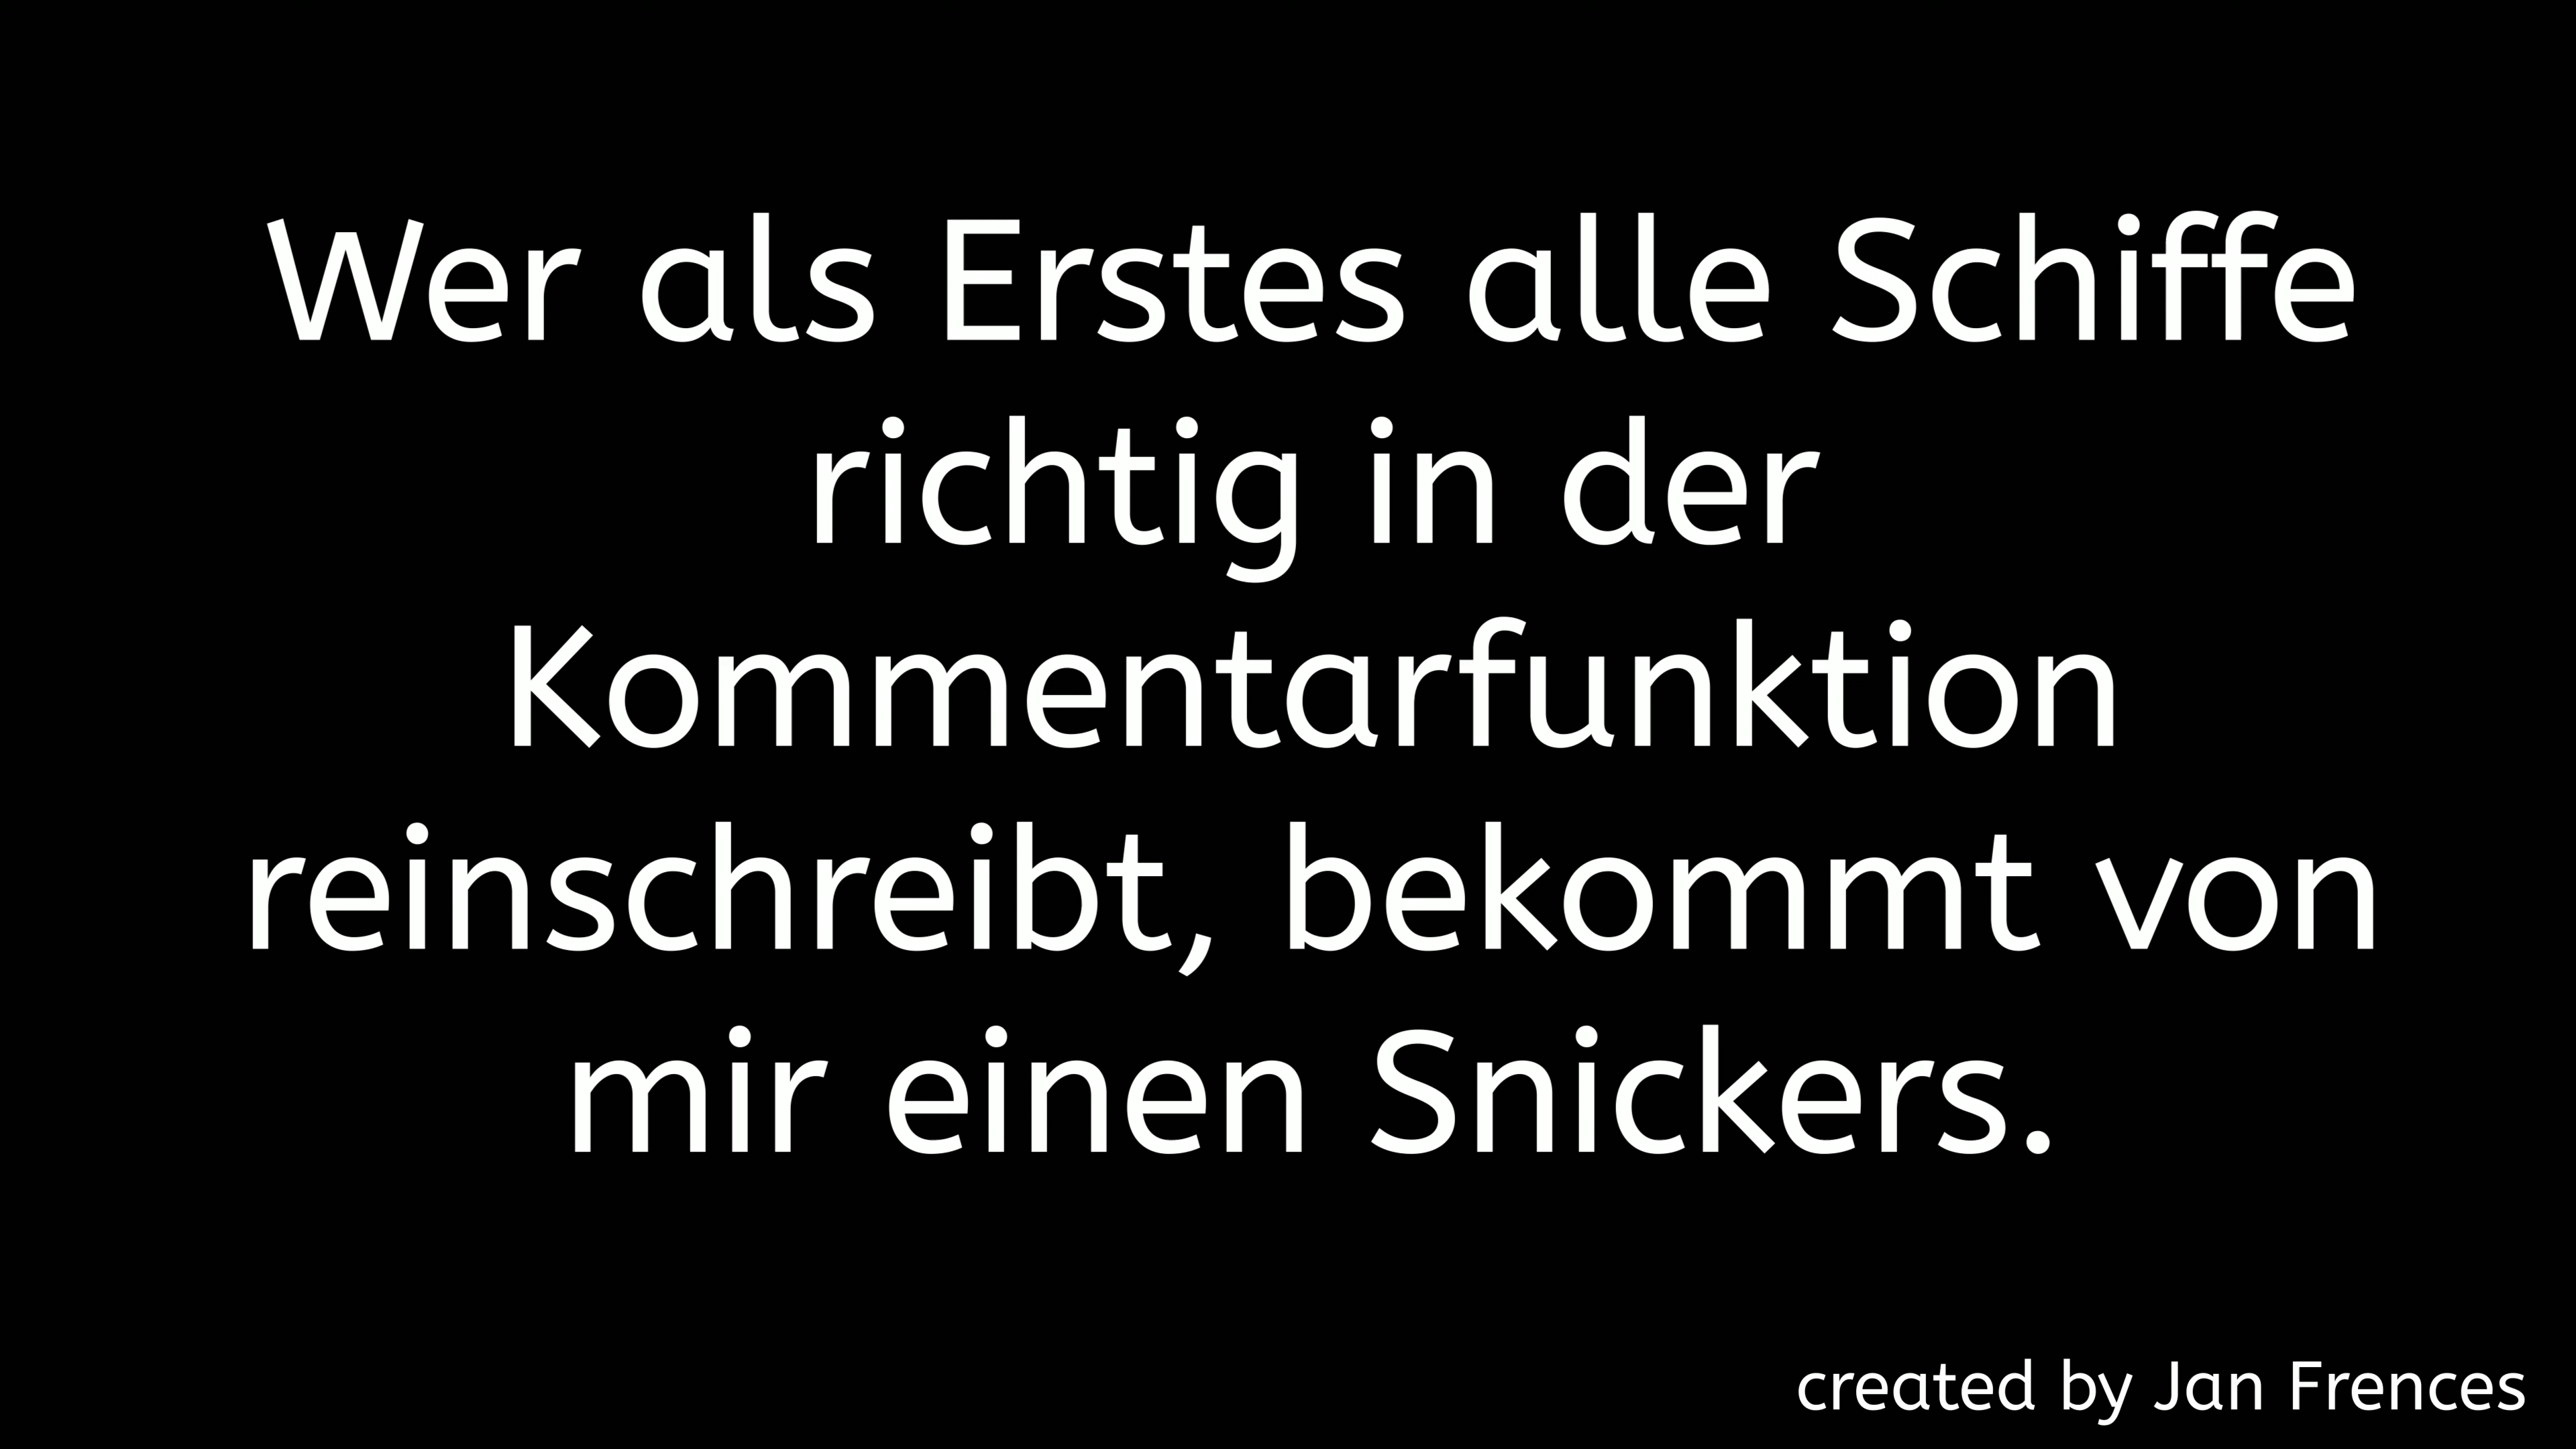 Wer als Erstes alle Schiffe
richtig in der
Kommentarfunktion
reinschreibt, bekommt von
mir einen Snickers.
created by Jan Frences